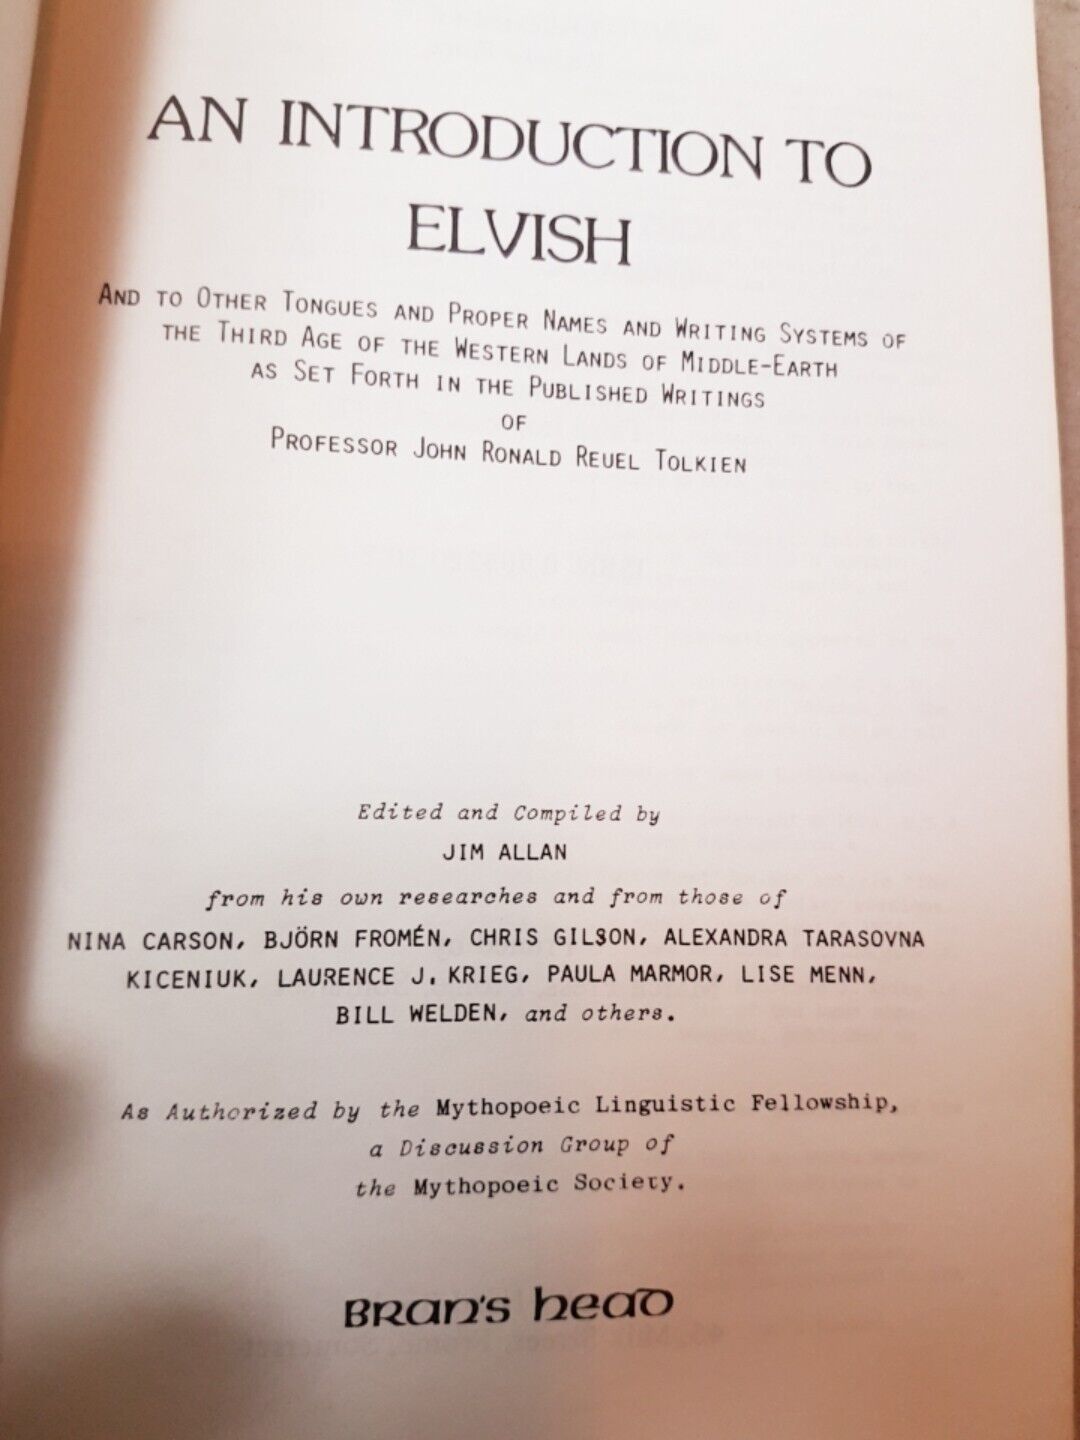 AN INTRODUCTION TO
ELVISH
AND TO OTHER TONGUES AND PROPER NAMES AND WRITING SYSTEMS OF
THE THIRD AGE OF THE WESTERN LANDS OF MIDDLE-EARTH
AS SET FORTH IN THE PUBLISHED WRITINGS
OF
PROFESSOR JOHN RONALD REUEL TOLKIEN
Edited and Compiled by
JIM ALLAN
from his own researches and from those of
NINA CARSON, BJÖRN FROMÉN, CHRIS GILSON, ALEXANDRA TARASOVNA
KICENIUK, LAURENCE J. KRIEG, PAULA MARMOR, LISE MENN,
BILL WELDEN, and others.
As Authorized by the Mythopoeic Linguistic Fellowship,
a Discussion Group of
the Mythopoeic Society.
Bran's Head